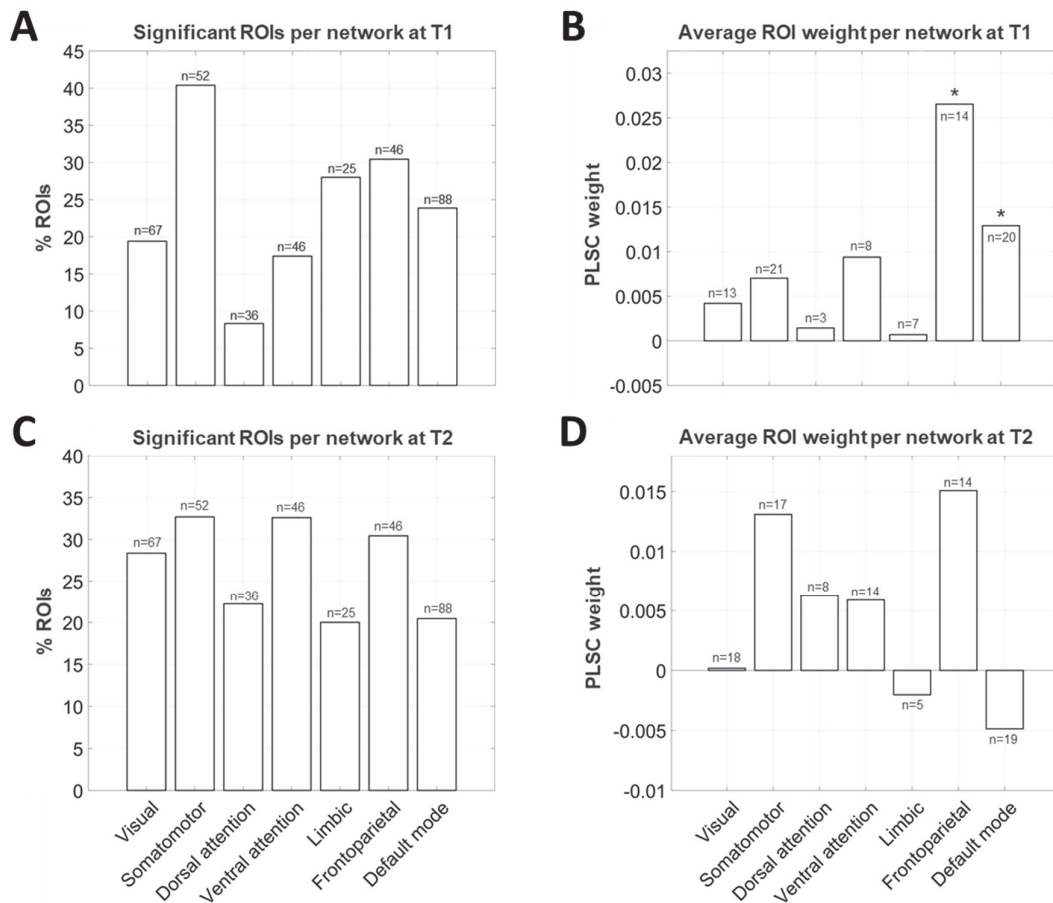 A
Significant ROIs per network at T1
45
40
35
30
25
20
15
10
5
0
% ROIs
n=67
n=52
n=36
n=46
n=25
n=46
n=88
B
Average ROI weight per network at T1
0.03
0.025
0.02
0.015
0.01
0.005
0
-0.005
PLSC weight
n=13
n=21
n=3
n=8
n=7
*
n=14
*
n=20
C
Significant ROIs per network at T2
40
35
30
25
20
15
10
5
0
% ROIs
n=67
n=52
n=36
n=46
n=25
n=46
n=88
Visual
Somatomotor
Dorsal attention
Ventral attention
Limbic
Frontoparietal
Default mode
D
Average ROI weight per network at T2
0.015
0.01
0.005
0
-0.005
-0.01
PLSC weight
n=18
n=17
n=8
n=14
n=5
n=14
n=19
Visual
Somatomotor
Dorsal attention
Ventral attention
Limbic
Frontoparietal
Default mode